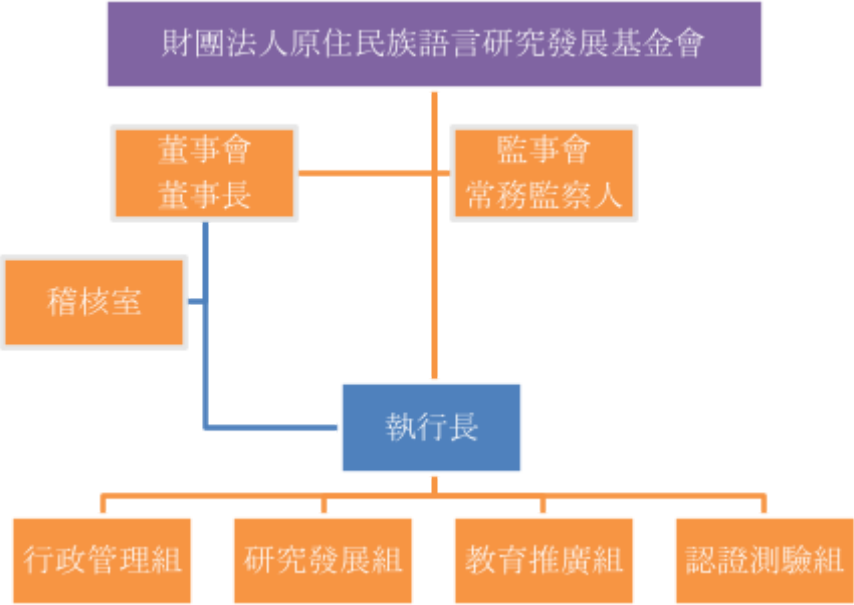 財團法人原住民族語言研究發展基金會
董事會
董事長
監事會
常務監察人
稽核室
執行長
行政管理組
研究發展組
教育推廣組
認證測驗組